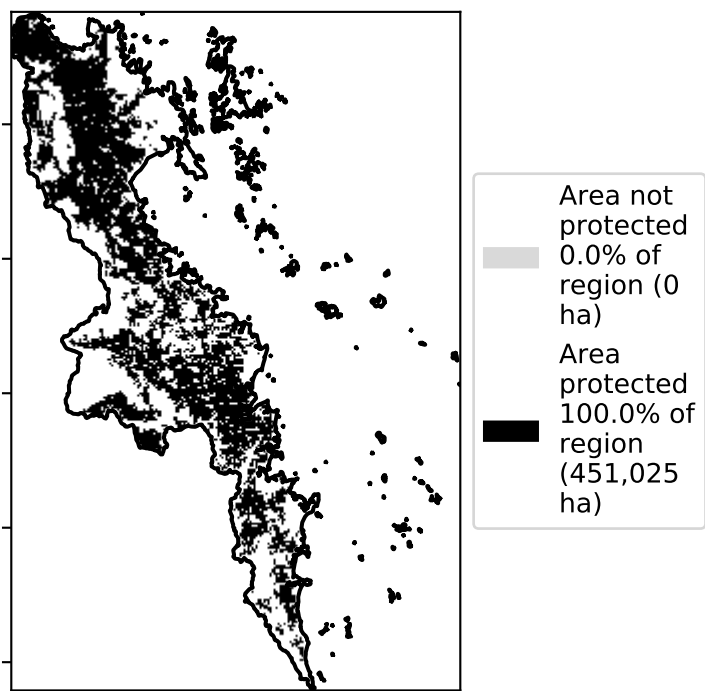 Area not
protected
0.0% of
region (0
ha)
Area
protected
100.0% of
region
(451,025
ha)